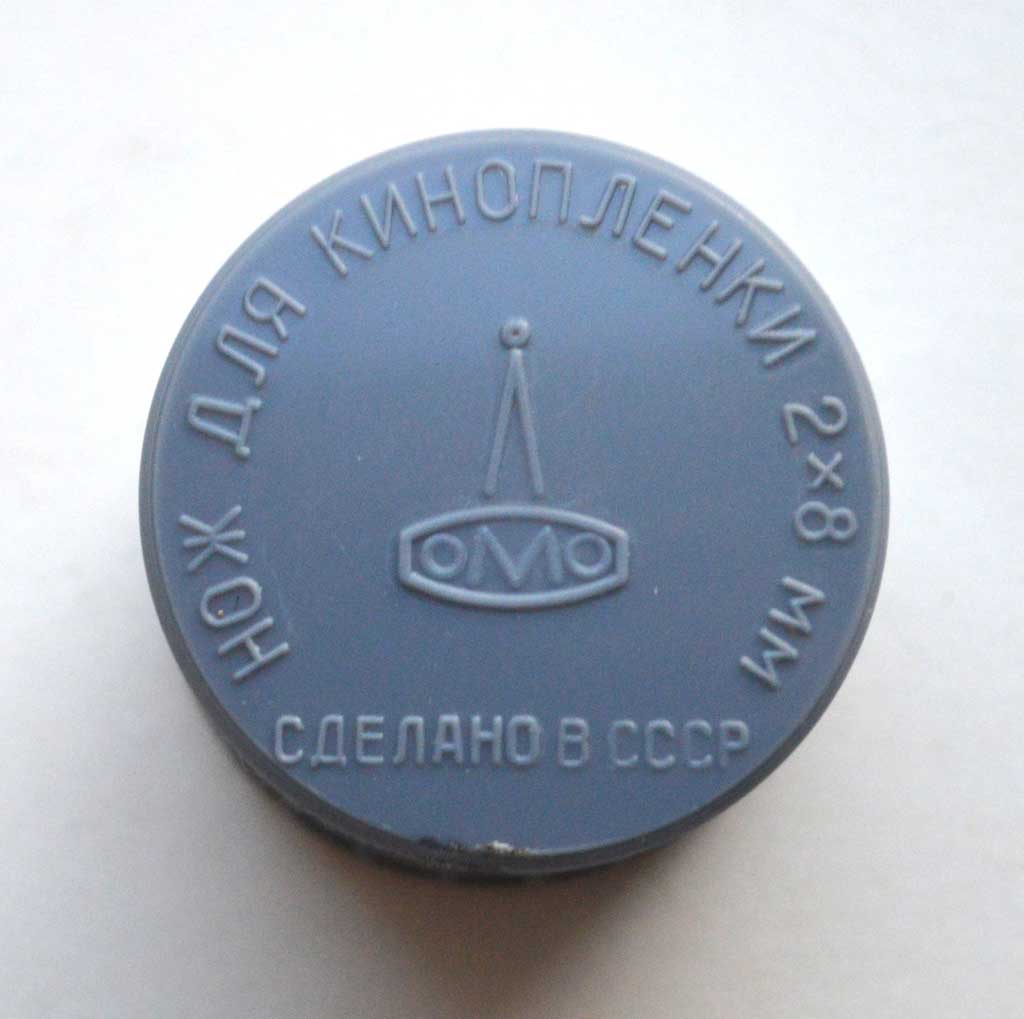 НОЖ ДЛЯ КИНОПЛЕНКИ 2×8 ММ
ОМО
СДЕЛАНО В СССР